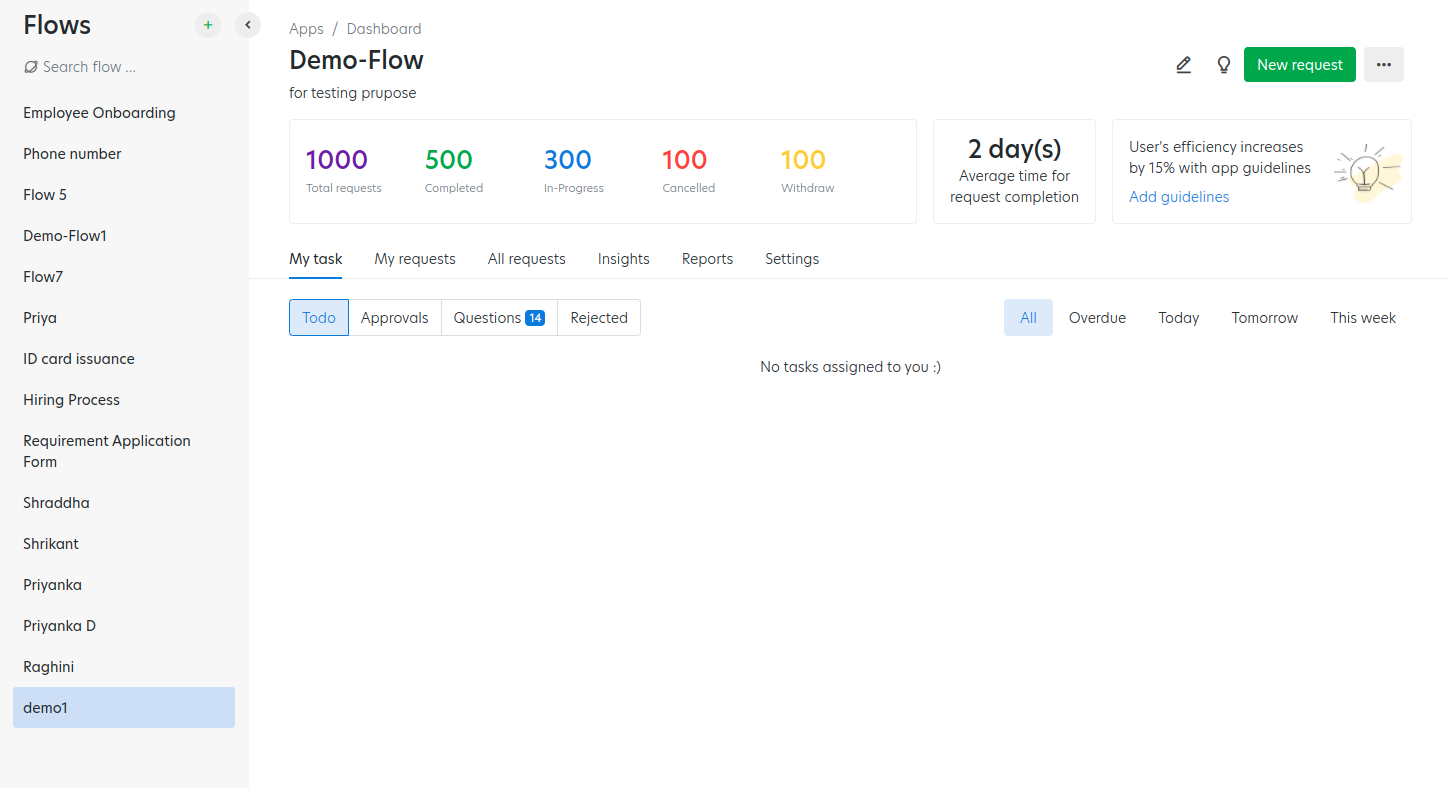 Flows
+
Search flow ...
Employee Onboarding
Phone number
Flow 5
Demo-Flow1
Flow7
Priya
ID card issuance
Hiring Process
Requirement Application
Form
Shraddha
Shrikant
Priyanka
Priyanka D
Raghini
demo1
Apps / Dashboard
Demo-Flow
for testing prupose
New request
1000 500 300 100 100
Total requests Completed In-Progress Cancelled Withdraw
2 day(s)
Average time for
request completion
User's efficiency increases
by 15% with app guidelines
Add guidelines
My task My requests All requests Insights Reports Settings
Todo Approvals Questions 14 Rejected All Overdue Today Tomorrow This week
No tasks assigned to you :)